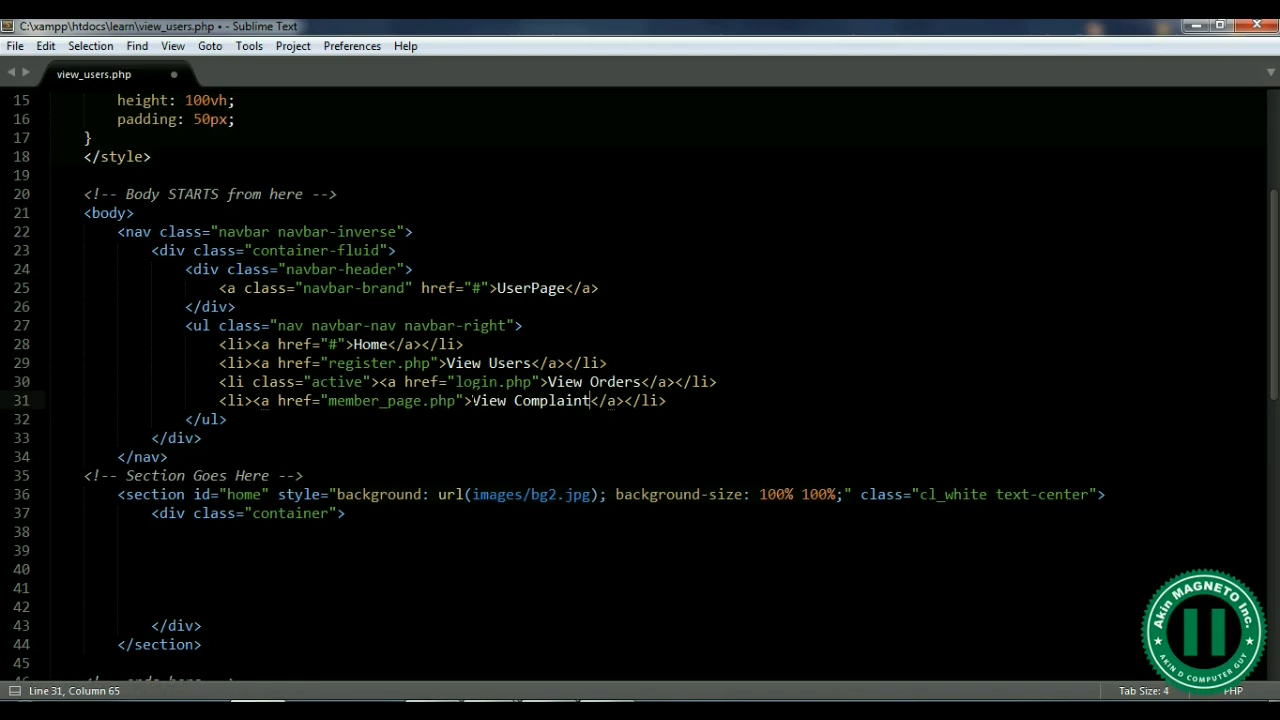 C:\xampp\htdocs\learn\view_users.php • - Sublime Text
File Edit Selection Find View Goto Tools Project Preferences Help
view_users.php
15 height: 100vh;
16 padding: 50px;
17 }
18 </style>
19
20 <!-- Body STARTS from here -->
21 <body>
22 <nav class="navbar navbar-inverse">
23 <div class="container-fluid">
24 <div class="navbar-header">
25 <a class="navbar-brand" href="#">UserPage</a>
26 </div>
27 <ul class="nav navbar-nav navbar-right">
28 <li><a href="#">Home</a></li>
29 <li><a href="register.php">View Users</a></li>
30 <li class="active"><a href="login.php">View Orders</a></li>
31 <li><a href="member_page.php">View Complaint</a></li>
32 </ul>
33 </div>
34 </nav>
35 <!-- Section Goes Here -->
36 <section id="home" style="background: url(images/bg2.jpg); background-size: 100% 100%;" class="cl_white text-center">
37 <div class="container">
38
39
40
41
42
43 </div>
44 </section>
45
Akin MAGNETO Inc.
AKIN D COMPUTER GUY
Line 31, Column 65
Tab Size: 4
PHP